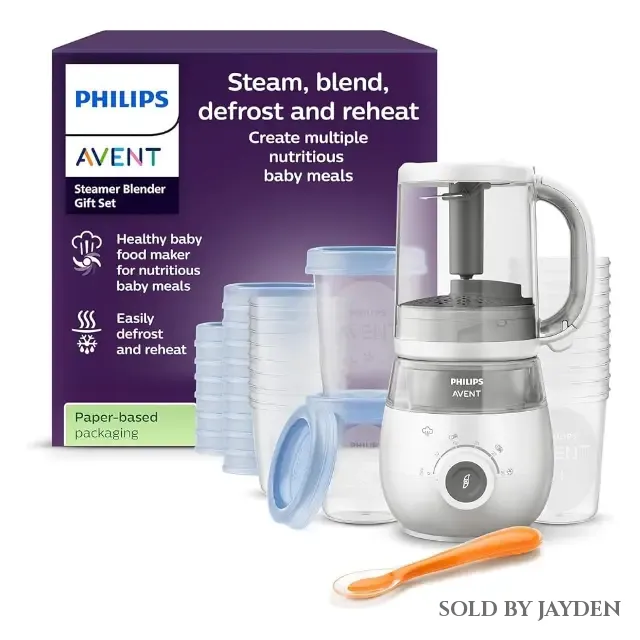 PHILIPS
AVENT
Steamer Blender
Gift Set
Steam, blend,
defrost and reheat
Create multiple
nutritious
baby meals
Healthy baby
food maker
for nutritious
baby meals
Easily
defrost
and reheat
Paper-based
packaging
PHILIPS
AVENT
SOLD BY JAYDEN